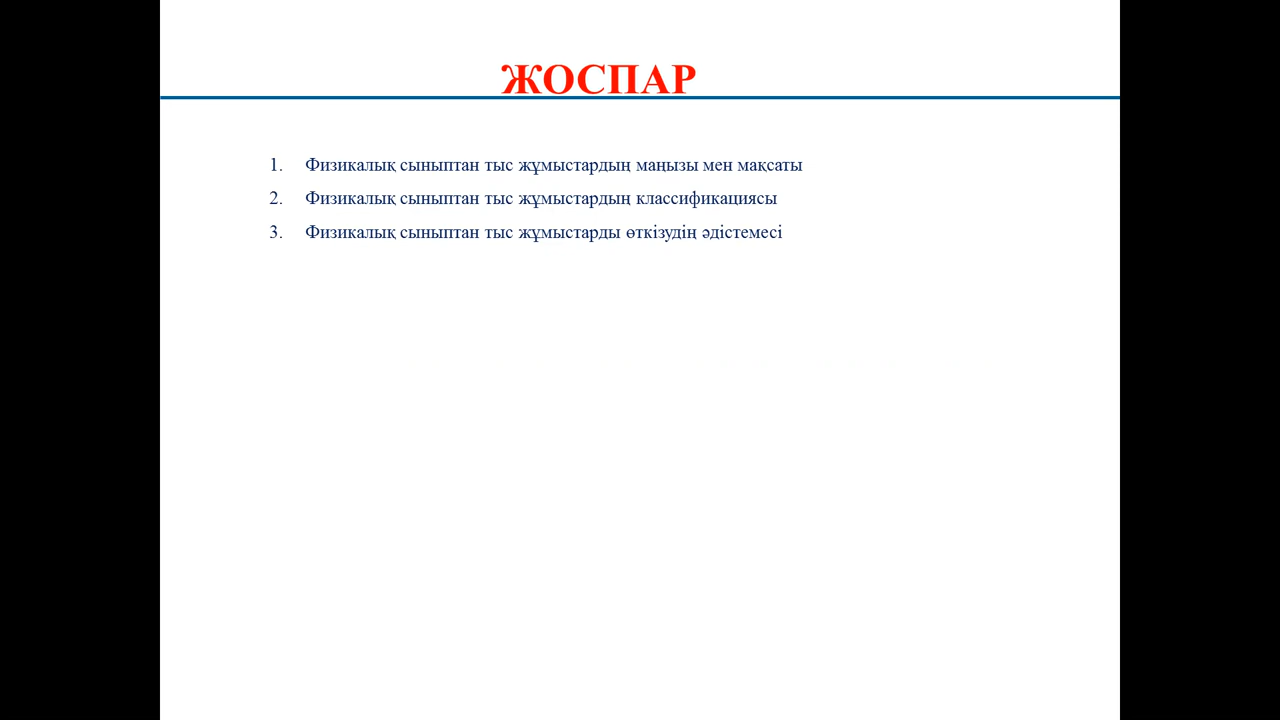 ЖОСПАР
1. Физикалық сыныптан тыс жұмыстардың маңызы мен мақсаты
2. Физикалық сыныптан тыс жұмыстардың классификациясы
3. Физикалық сыныптан тыс жұмыстарды өткізудің әдістемесі